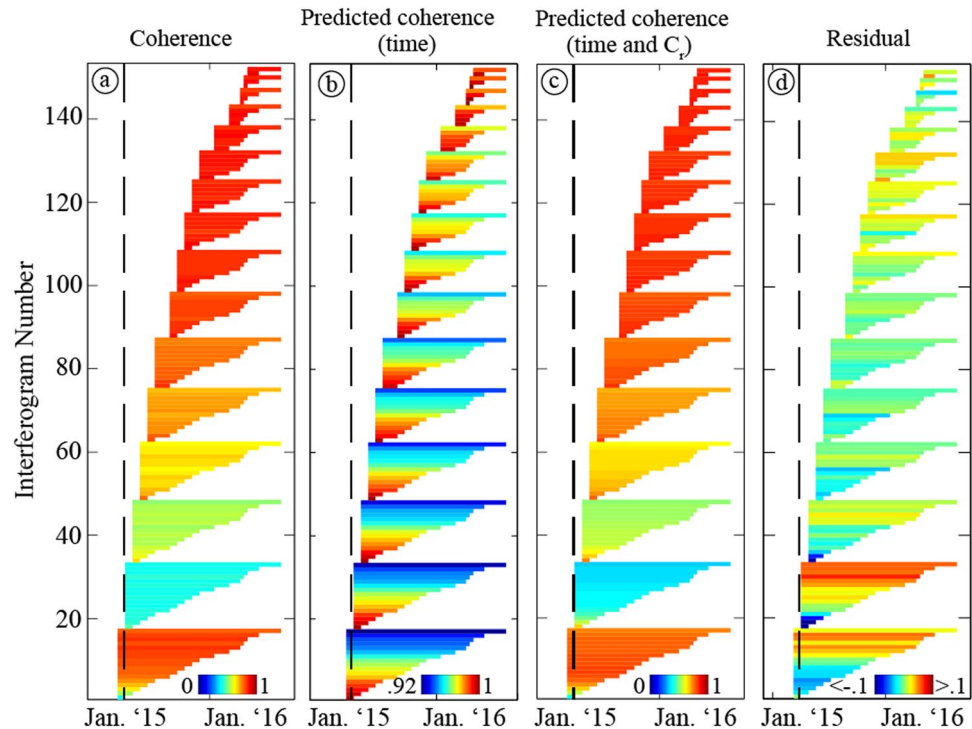 Coherence
Predicted coherence
(time)
Predicted coherence
(time and Cr)
Residual
a
b
c
d
Interferogram Number
140
120
100
80
60
40
20
0 1
.92 1
0 1
<-.1 >.1
Jan. ‘15 Jan. ‘16
Jan. ‘15 Jan. ‘16
Jan. ‘15 Jan. ‘16
Jan. ‘15 Jan. ‘16